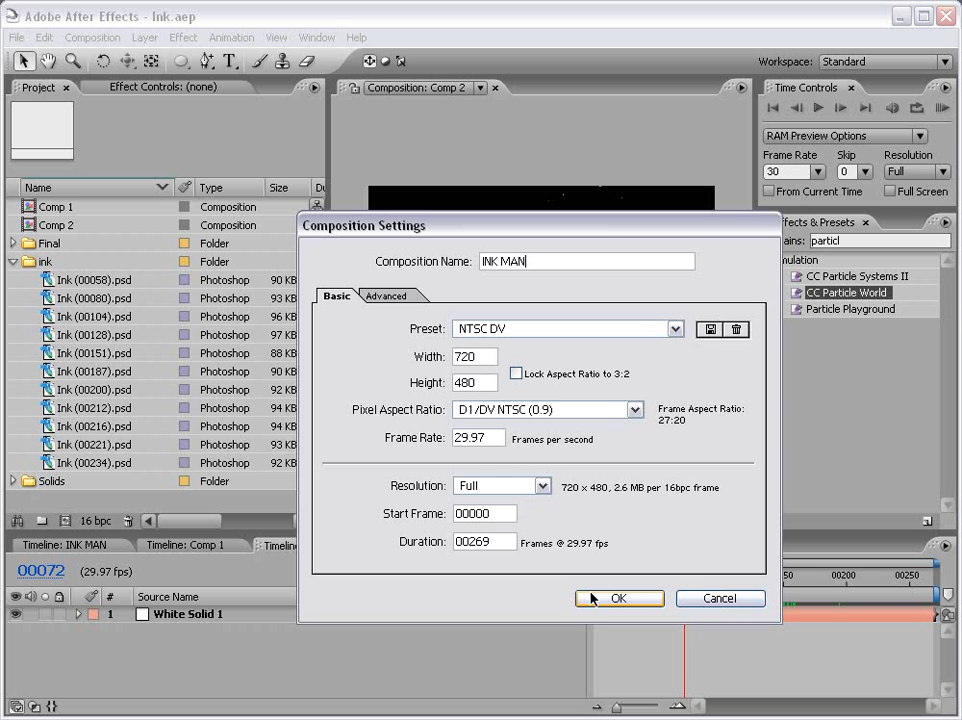 Adobe After Effects - Ink.aep
File Edit Composition Layer Effect Animation View Window Help
Workspace: Standard
Project × Effect Controls: (none)
Composition: Comp 2 ×
Time Controls ×
RAM Preview Options
Frame Rate Skip Resolution
30 0 Full
From Current Time Full Screen
Name Type Size
Comp 1 Composition
Comp 2 Composition
Final Folder
ink Folder
Ink (00058).psd Photoshop 90 KB
Ink (00080).psd Photoshop 93 KB
Ink (00104).psd Photoshop 96 KB
Ink (00128).psd Photoshop 97 KB
Ink (00151).psd Photoshop 88 KB
Ink (00187).psd Photoshop 90 KB
Ink (00200).psd Photoshop 92 KB
Ink (00212).psd Photoshop 94 KB
Ink (00216).psd Photoshop 94 KB
Ink (00221).psd Photoshop 93 KB
Ink (00234).psd Photoshop 92 KB
Solids Folder
16 bpc
ffects & Presets ×
ains: particl
mulation
CC Particle Systems II
CC Particle World
Particle Playground
Composition Settings
Composition Name: INK MAN
Basic Advanced
Preset: NTSC DV
Width: 720
Lock Aspect Ratio to 3:2
Height: 480
Pixel Aspect Ratio: D1/DV NTSC (0.9)
Frame Aspect Ratio:
27:20
Frame Rate: 29.97 Frames per second
Resolution: Full 720 x 480, 2.6 MB per 16bpc frame
Start Frame: 00000
Duration: 00269 Frames @ 29.97 fps
OK Cancel
Timeline: INK MAN Timeline: Comp 1 Timelin
00072 (29.97 fps)
50 00200 00250
# Source Name
1 White Solid 1